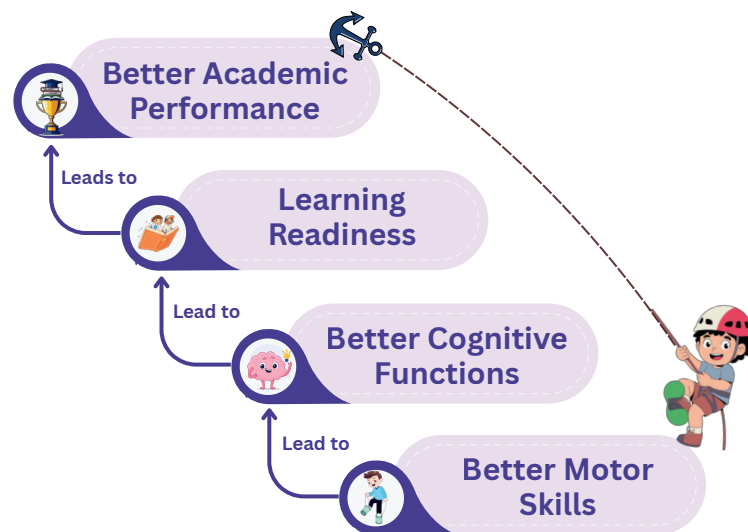 Better Academic
Performance
Leads to
Learning
Readiness
Lead to
Better Cognitive
Functions
Lead to
Better Motor
Skills